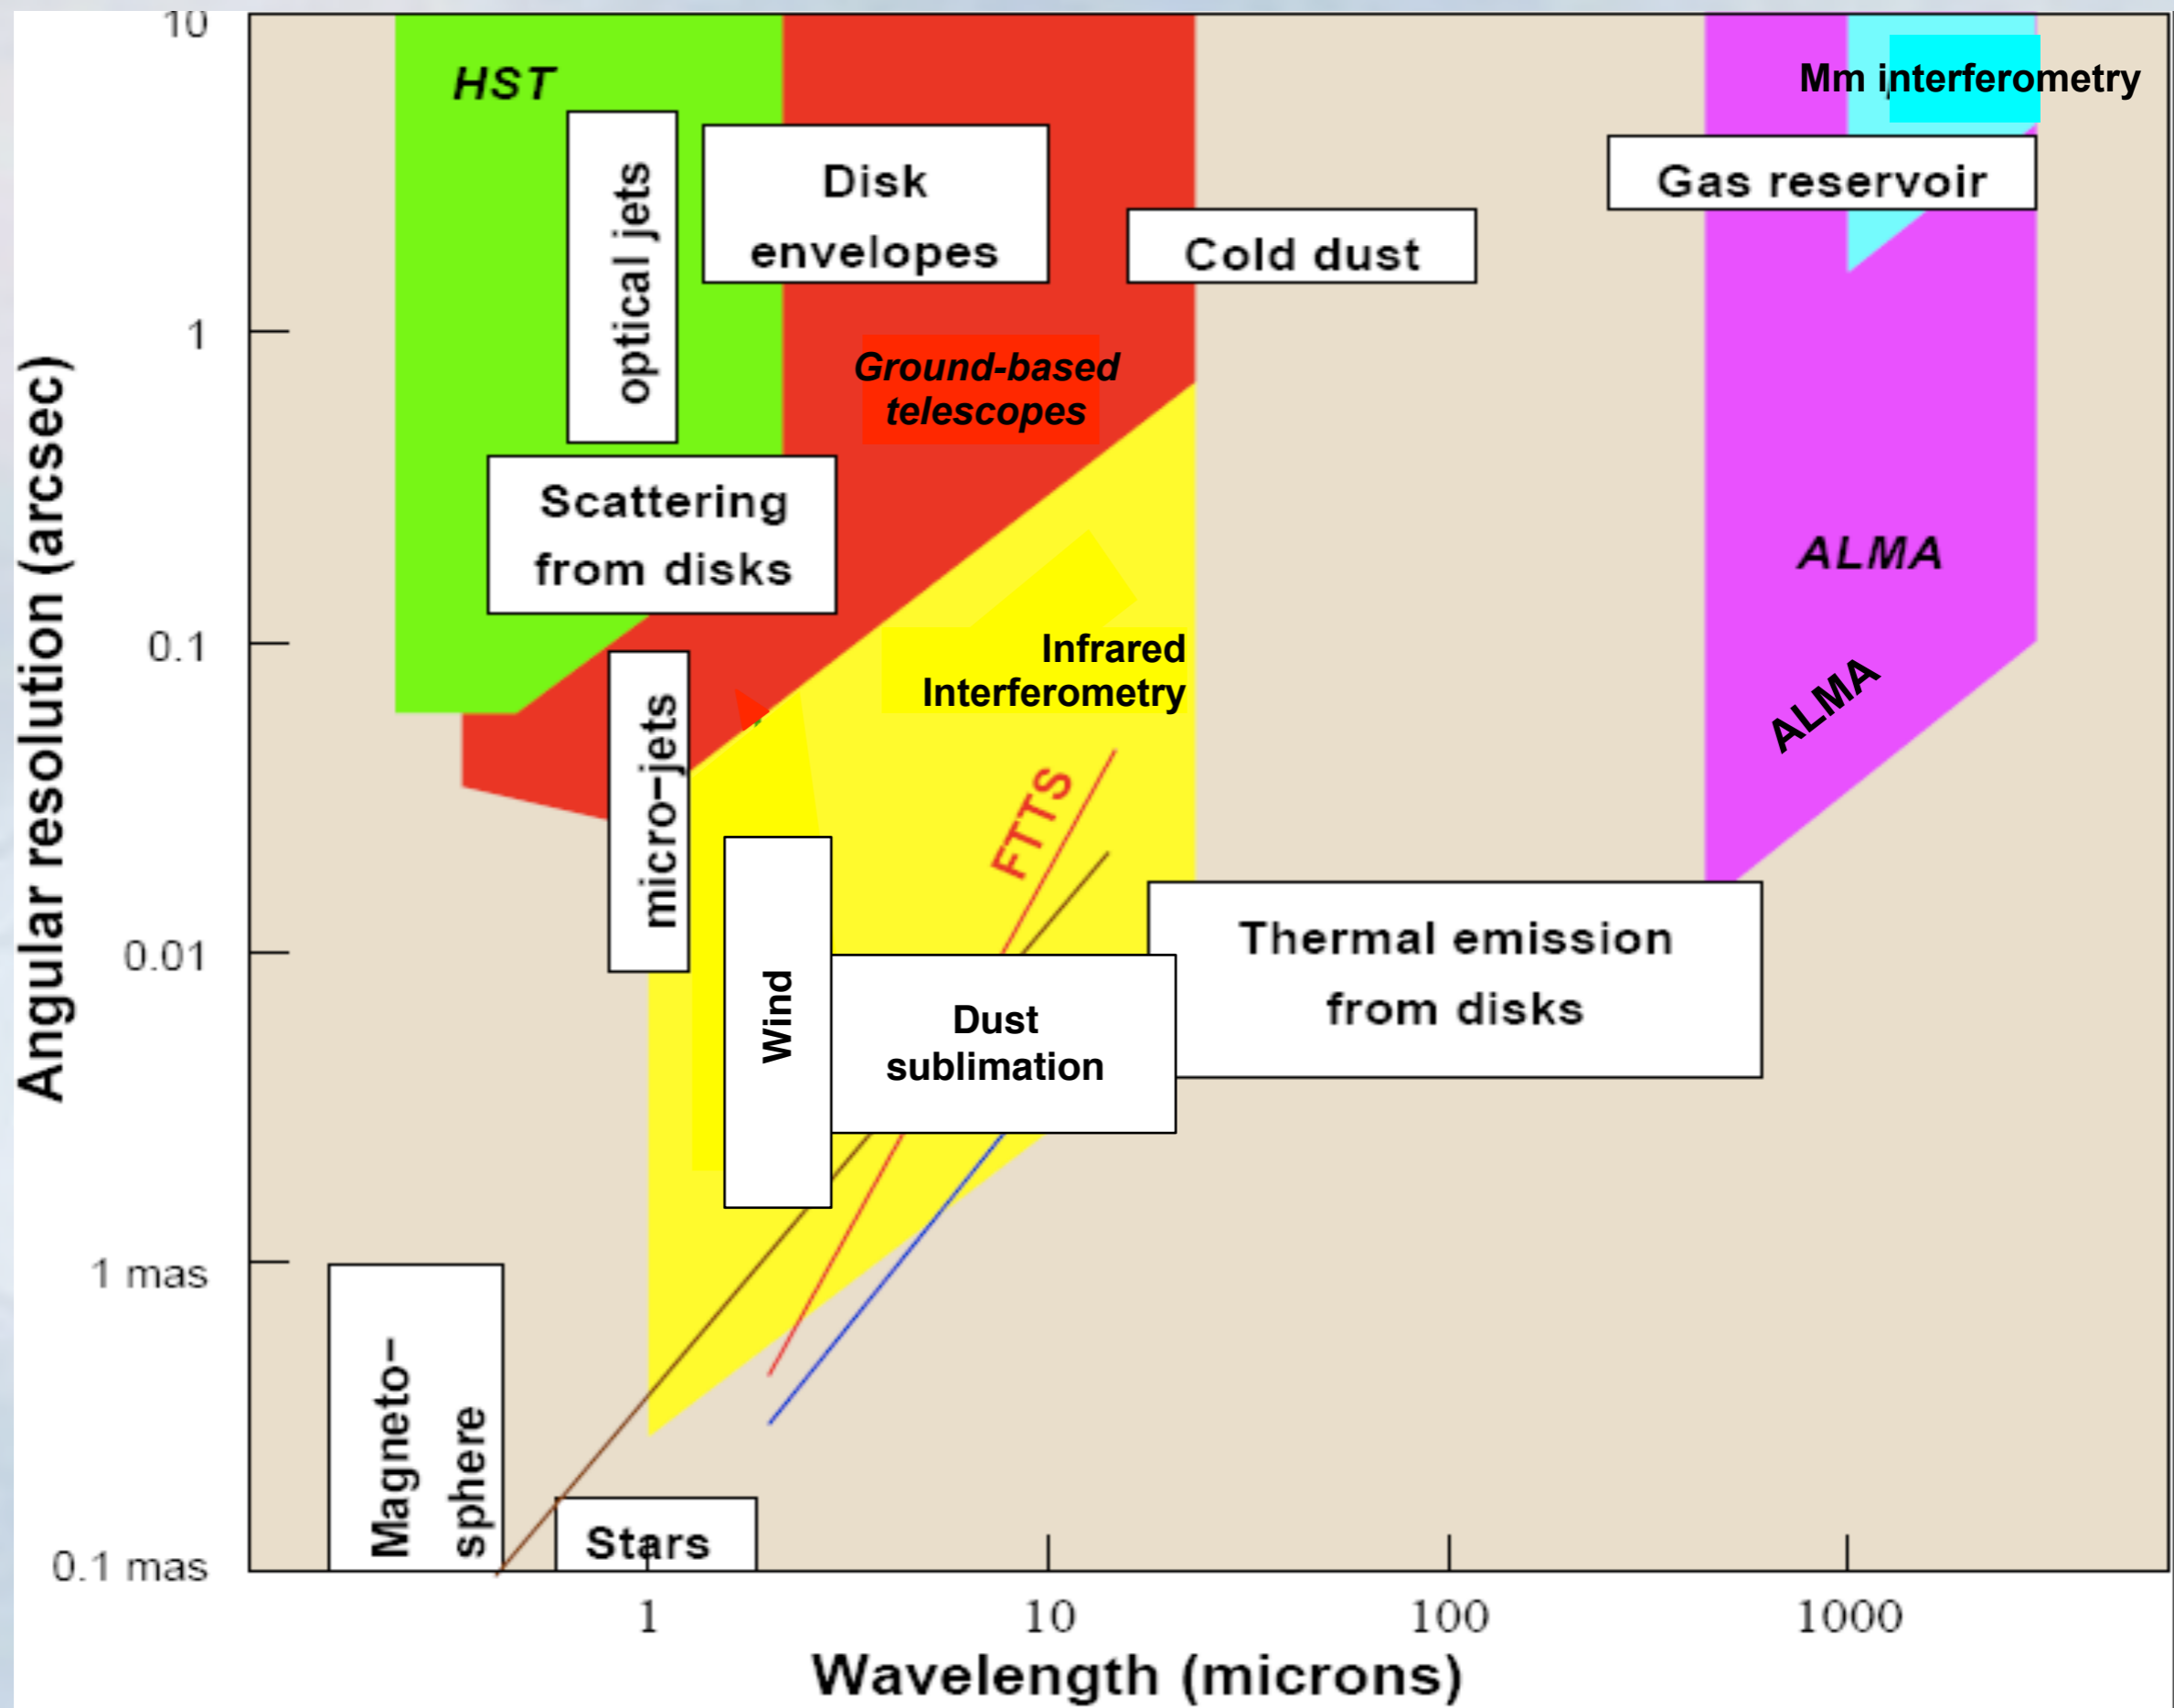 10
HST
Mm interferometry
optical jets
Disk
envelopes
Gas reservoir
Cold dust
1
Ground-based
telescopes
Angular resolution (arcsec)
Scattering
from disks
ALMA
0.1
Infrared
Interferometry
ALMA
micro-jets
FTTS
0.01
Thermal emission
from disks
Wind
Dust
sublimation
1 mas
Magneto-
sphere
Stars
0.1 mas
1
10
100
1000
Wavelength (microns)